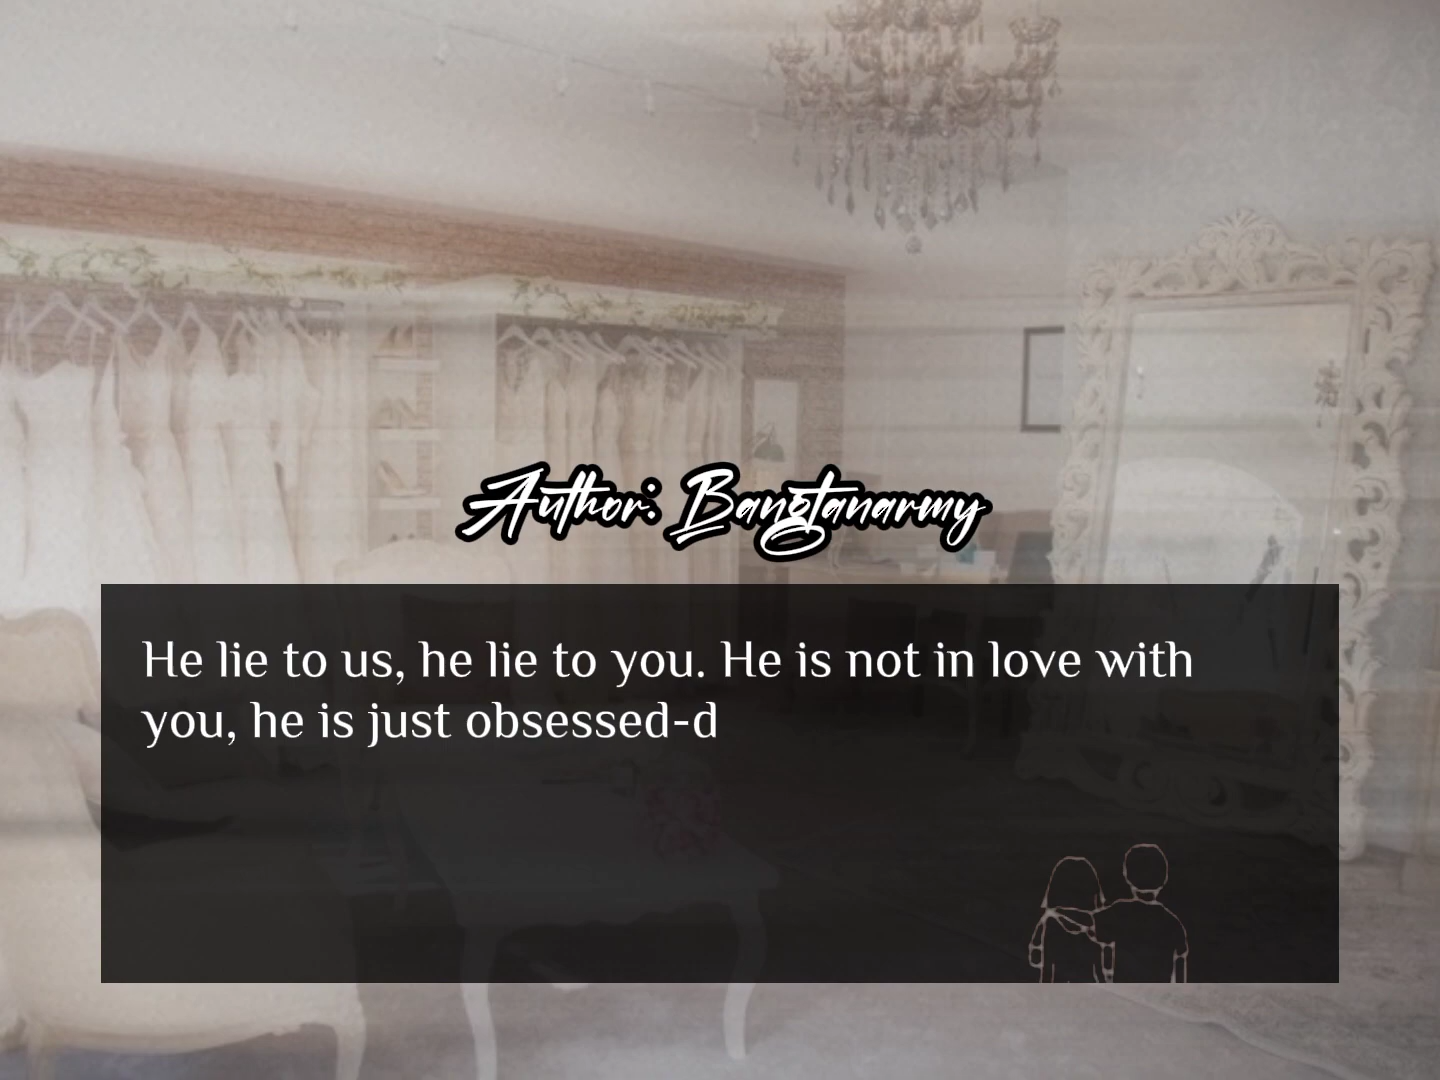 Author: Bangtanarmy
He lie to us, he lie to you. He is not in love with
you, he is just obsessed-d